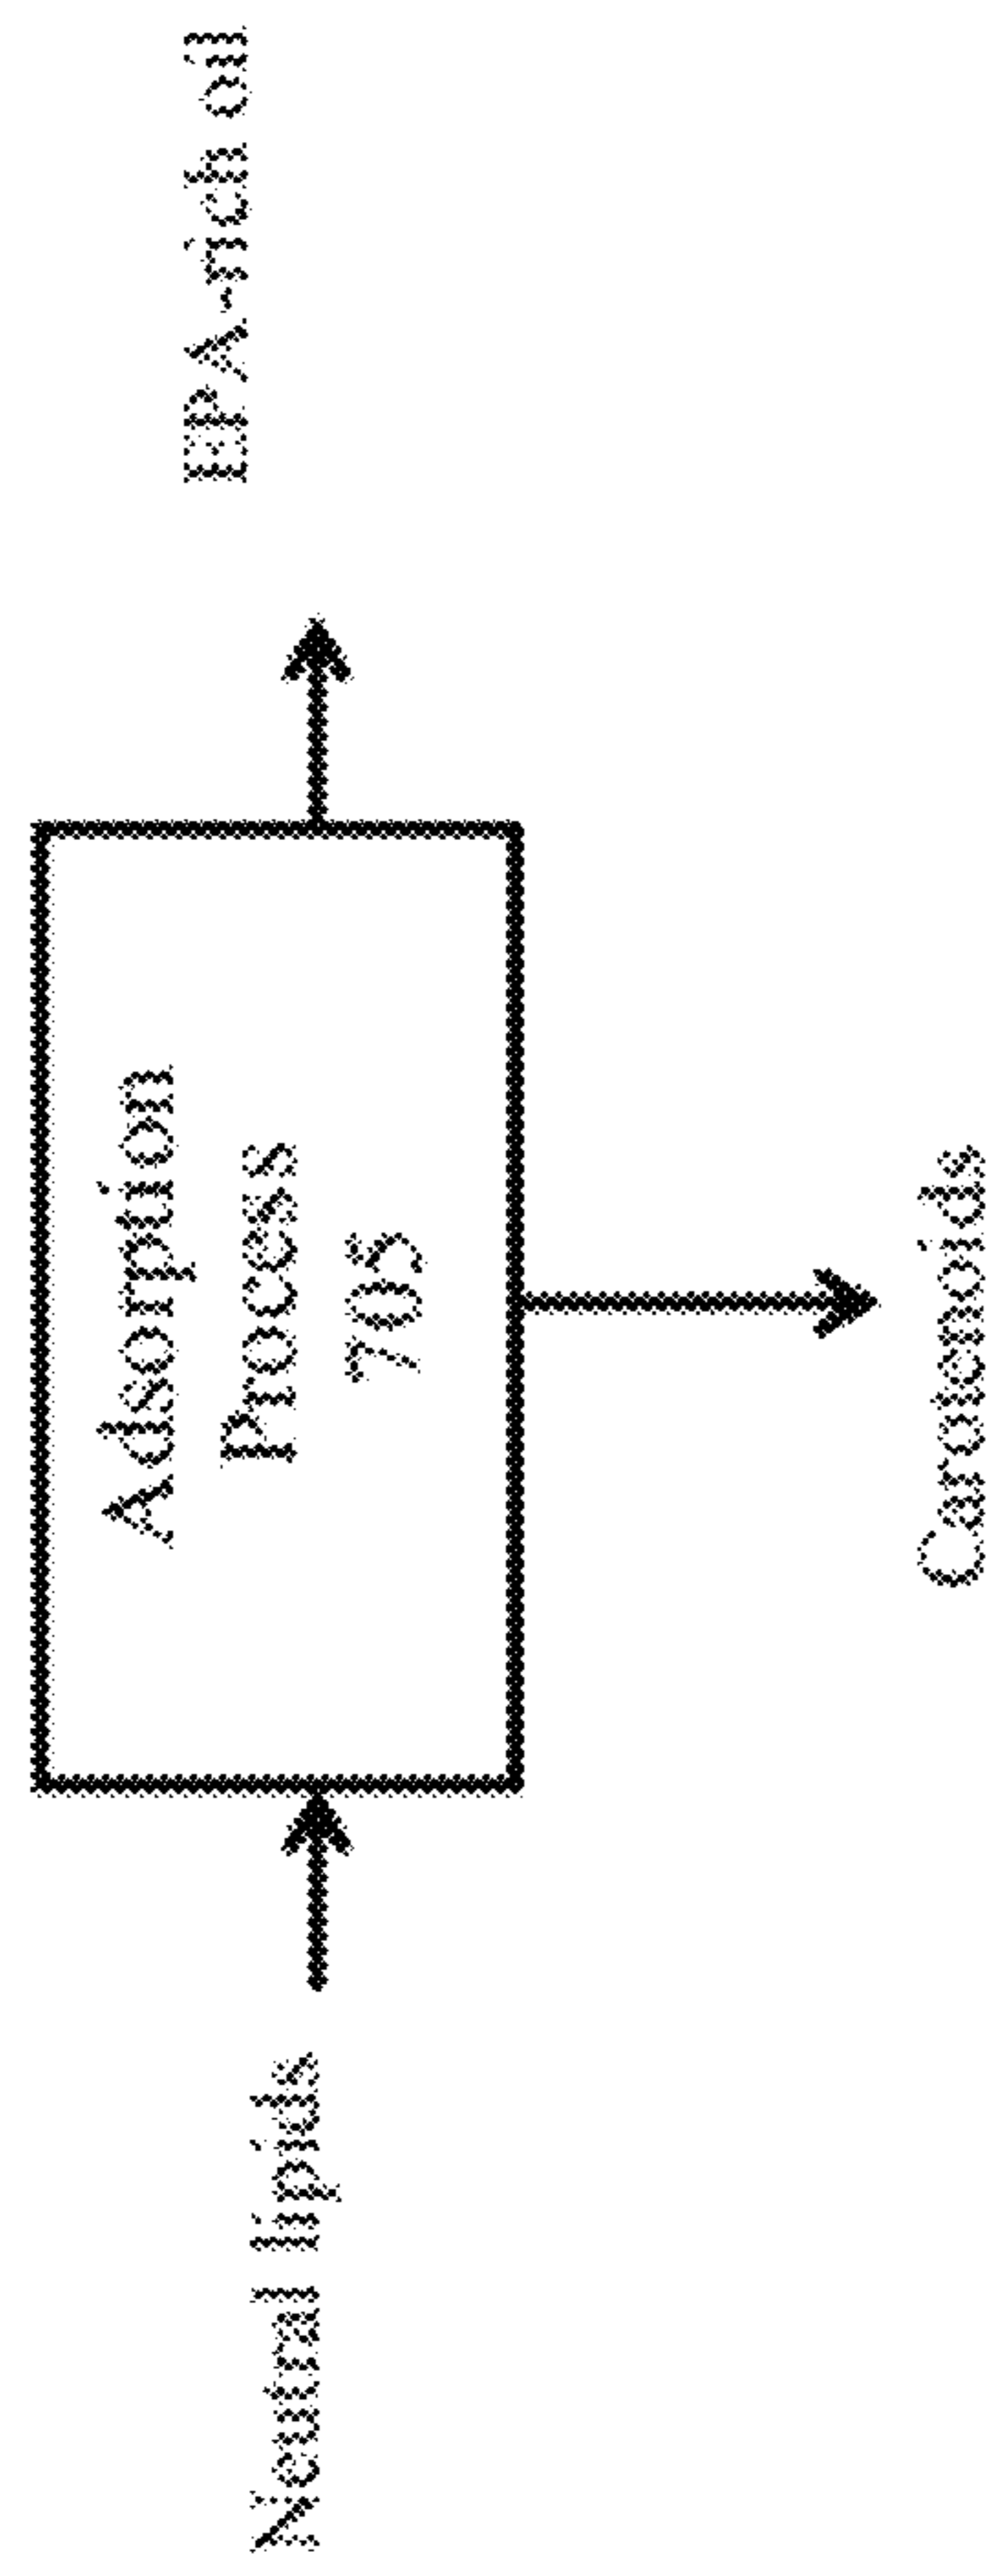 Neutral lipids
Adsorption
Process
705
EPA-rich oil
Carotenoids